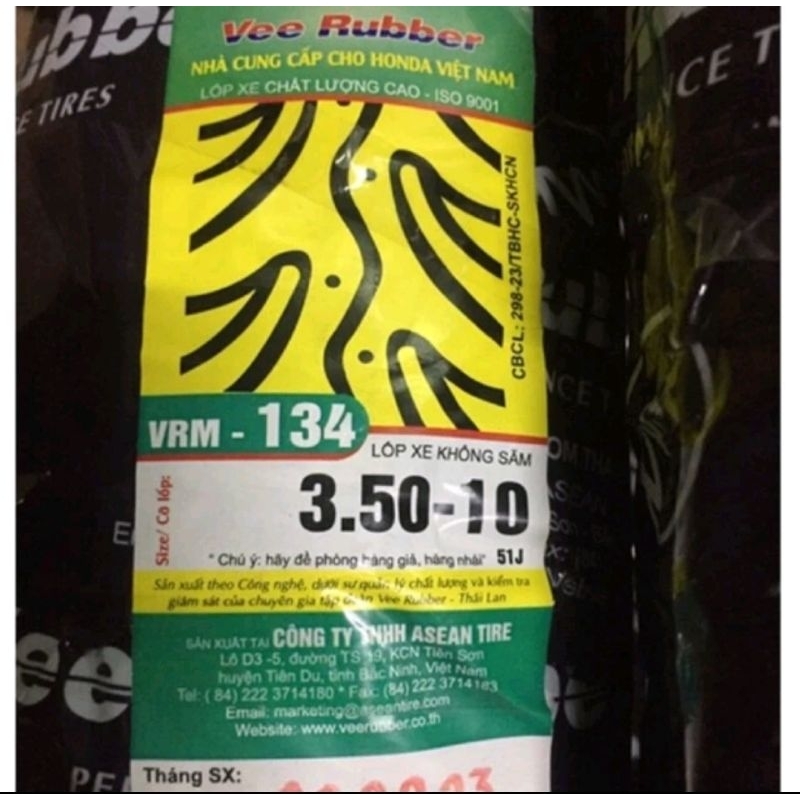 Vee Rubber
NHÀ CUNG CẤP CHO HONDA VIỆT NAM
LỐP XE CHẤT LƯỢNG CAO - ISO 9001
E TIRES
CBCL: 298-23/TBHC-SKHCN
VRM - 134
LỐP XE KHÔNG SĂM
Size/ Cỡ lốp:
3.50-10
" Chú ý: hãy đề phòng hàng giả, hàng nhái" 51J
Sản xuất theo Công nghệ, dưới sự quản lý chất lượng và kiểm tra
giám sát của chuyên gia tập đoàn Vee Rubber - Thái Lan
SẢN XUẤT TẠI CÔNG TY TNHH ASEAN TIRE
Lô D3 -5, đường TS 19, KCN Tiên Sơn
huyện Tiên Du, tỉnh Bắc Ninh, Việt Nam
Tel: ( 84) 222 3714180 * Fax: (84) 222 3714183
Email: marketing@aseantire.com
Website: www.veerubber.co.th
Tháng SX: